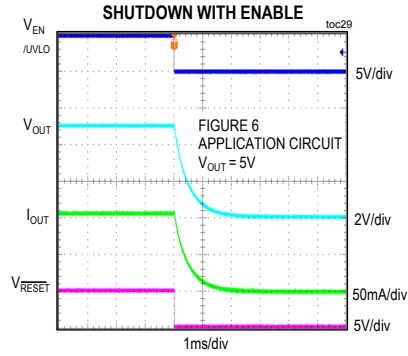 SHUTDOWN WITH ENABLE
toc29
VEN
/UVLO
5V/div
VOUT
FIGURE 6
APPLICATION CIRCUIT
VOUT = 5V
2V/div
IOUT
50mA/div
VRESET
5V/div
1ms/div